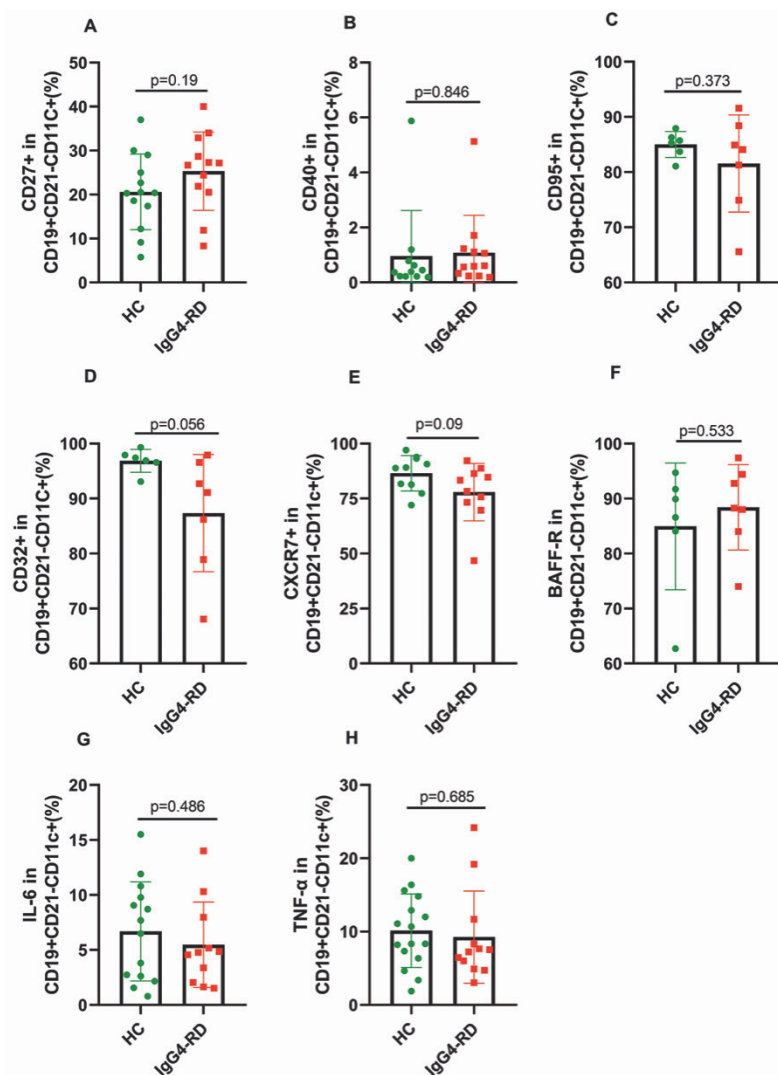 A
CD27+ in
CD19+CD21-CD11C+(%)
50
40
30
20
10
0
p=0.19
HC
IgG4-RD
B
CD40+ in
CD19+CD21-CD11C+(%)
8
6
4
2
0
p=0.846
HC
IgG4-RD
C
CD95+ in
CD19+CD21-CD11C+(%)
100
90
80
70
60
p=0.373
HC
IgG4-RD
D
CD32+ in
CD19+CD21-CD11C+(%)
100
90
80
70
60
p=0.056
HC
IgG4-RD
E
CXCR7+ in
CD19+CD21-CD11c+(%)
100
75
50
25
0
p=0.09
HC
IgG4-RD
F
BAFF-R in
CD19+CD21-CD11c+(%)
100
90
80
70
60
p=0.533
HC
IgG4-RD
G
IL-6 in
CD19+CD21-CD11c+(%)
20
15
10
5
0
p=0.486
HC
IgG4-RD
H
TNF-α in
CD19+CD21-CD11c+(%)
30
20
10
0
p=0.685
HC
IgG4-RD